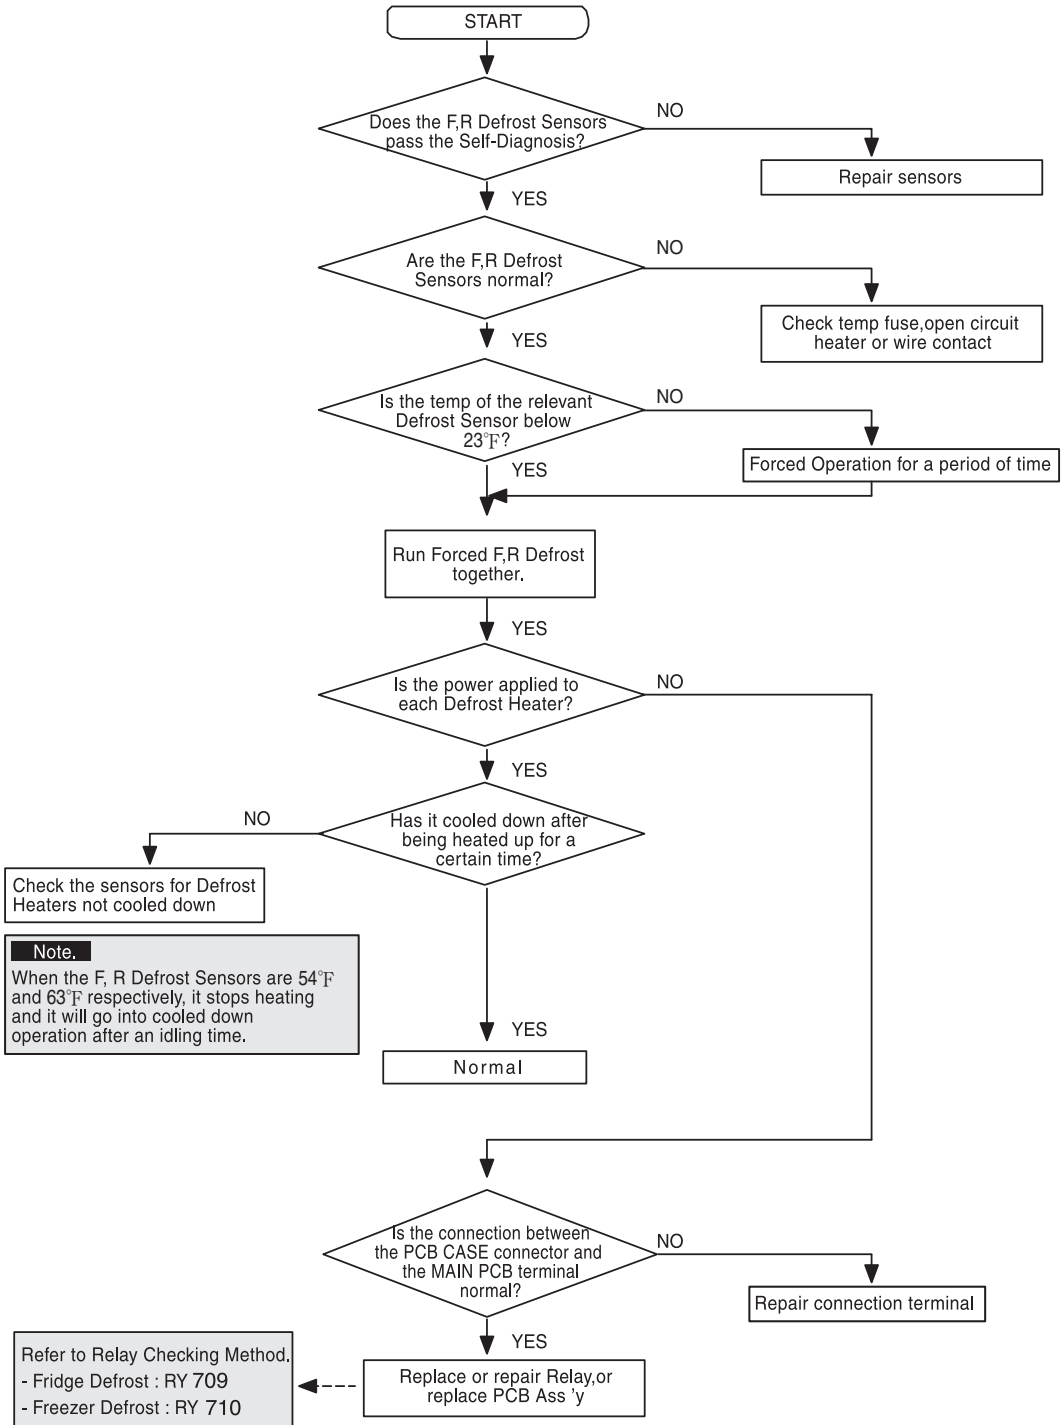 START
Does the F,R Defrost Sensors
pass the Self-Diagnosis?
NO
Repair sensors
YES
Are the F,R Defrost
Sensors normal?
NO
Check temp fuse,open circuit
heater or wire contact
YES
Is the temp of the relevant
Defrost Sensor below
23°F?
NO
Forced Operation for a period of time
YES
Run Forced F,R Defrost
together.
YES
Is the power applied to
each Defrost Heater?
NO
YES
Has it cooled down after
being heated up for a
certain time?
NO
Check the sensors for Defrost
Heaters not cooled down
Note.
When the F, R Defrost Sensors are 54°F
and 63°F respectively, it stops heating
and it will go into cooled down
operation after an idling time.
YES
Normal
Is the connection between
the PCB CASE connector and
the MAIN PCB terminal
normal?
NO
Repair connection terminal
YES
Replace or repair Relay,or
replace PCB Ass 'y
Refer to Relay Checking Method.
- Fridge Defrost : RY 709
- Freezer Defrost : RY 710